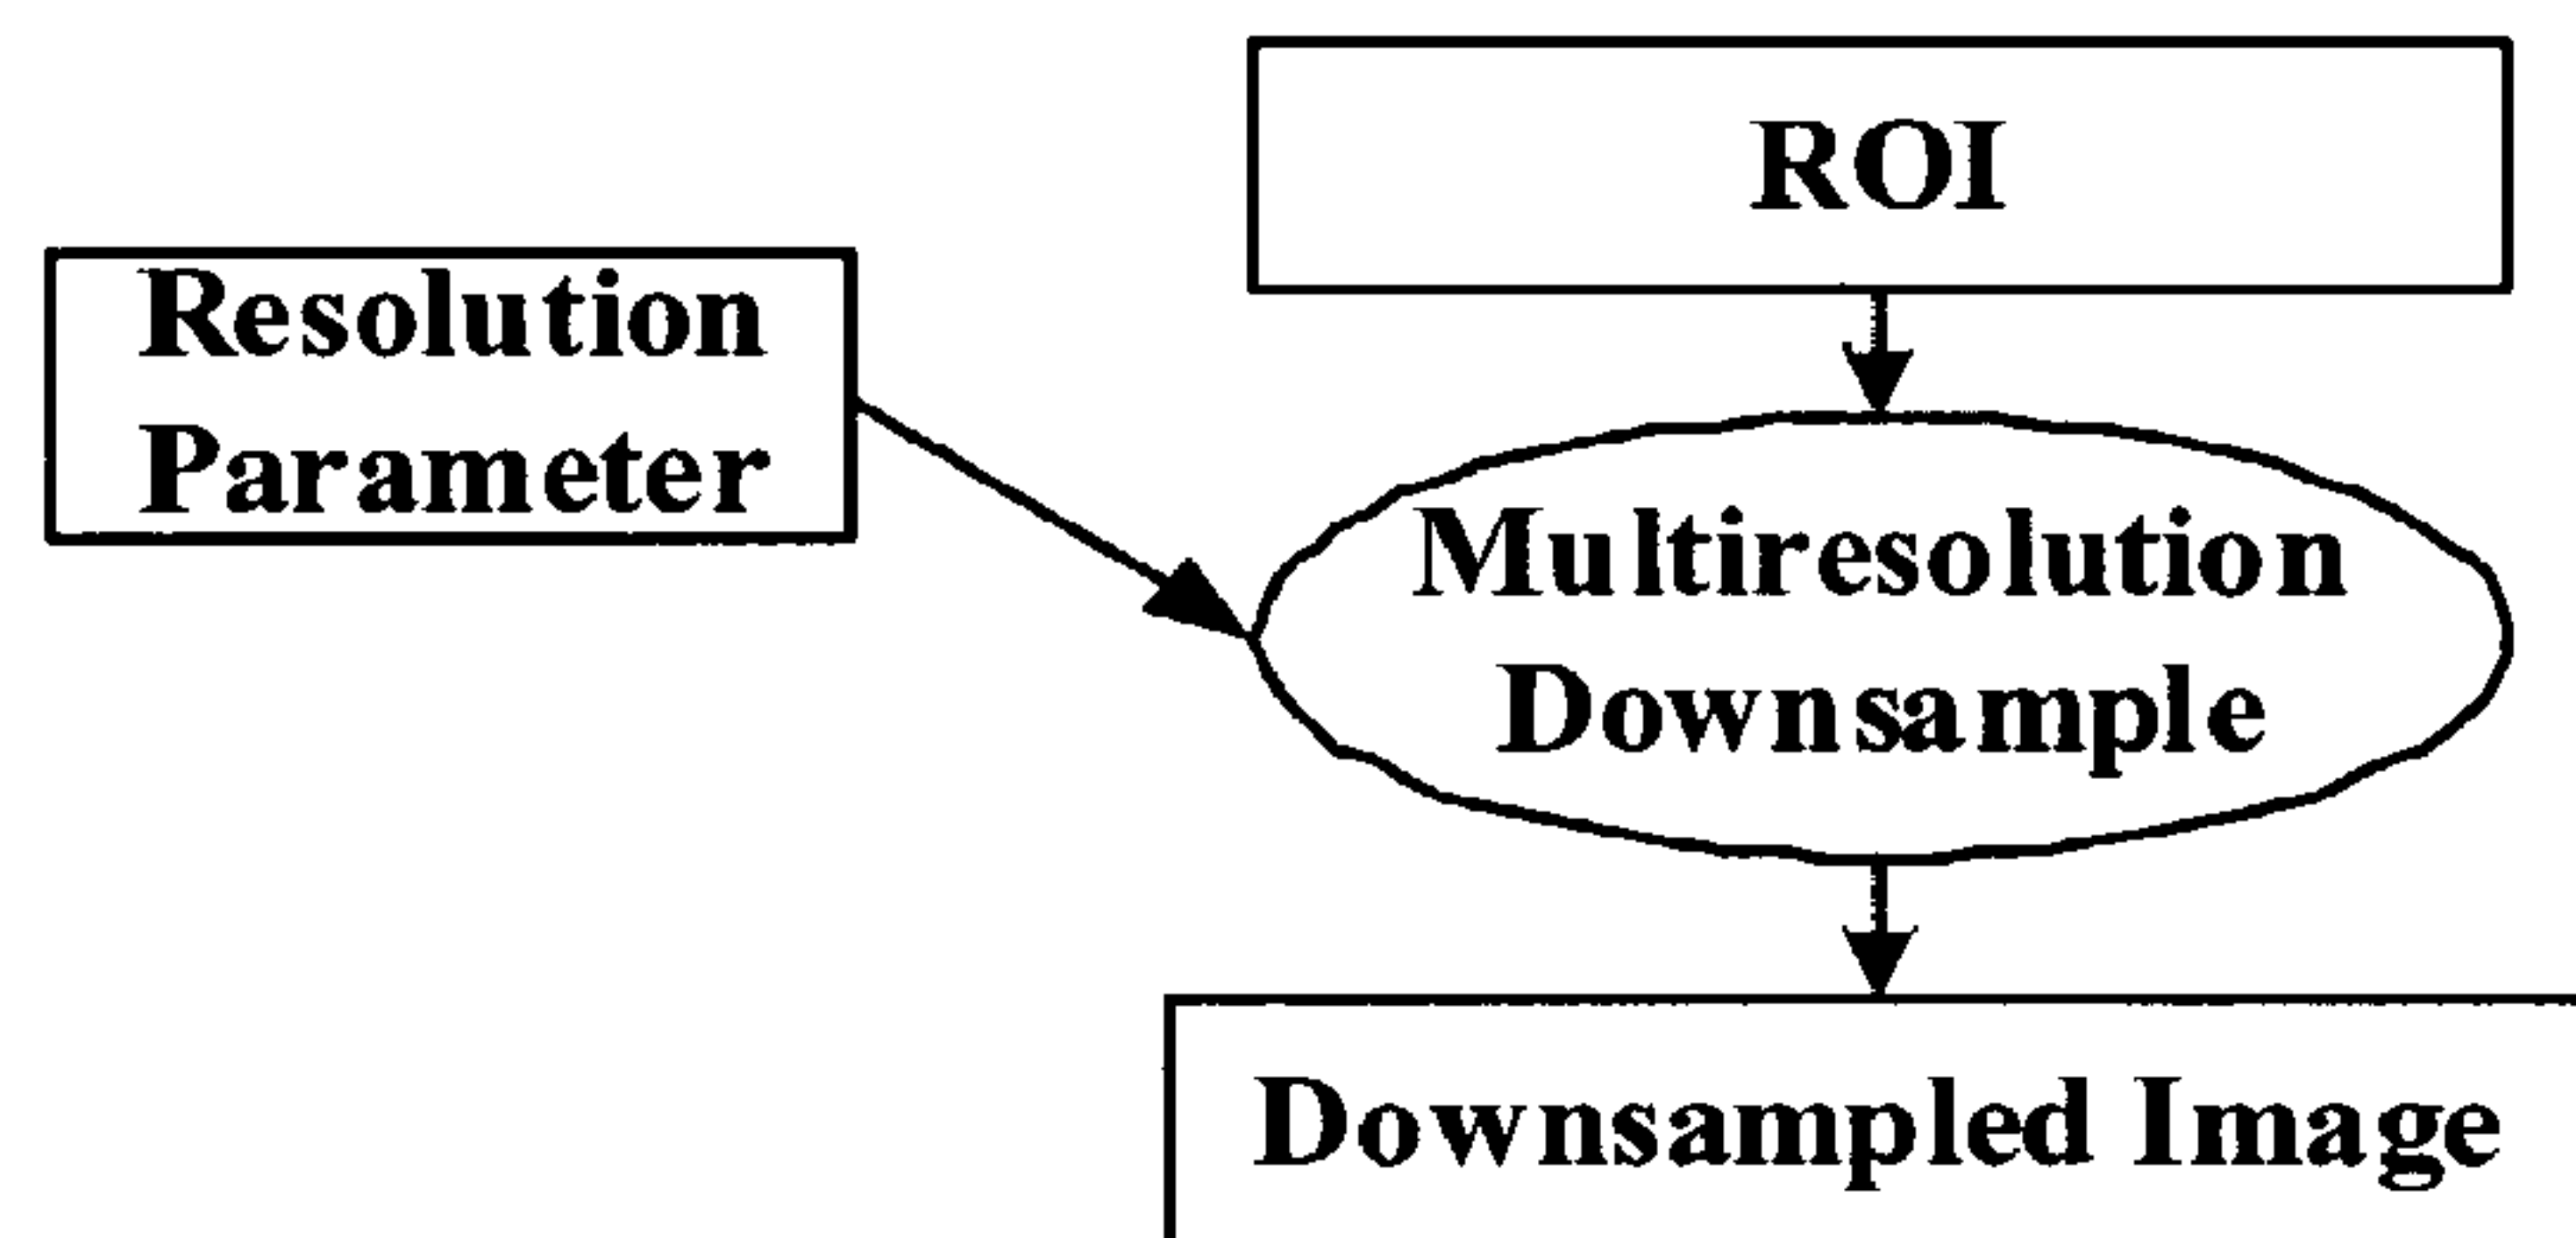 ROI
Resolution
Parameter
Multiresolution
Downsample
Downsampled Image